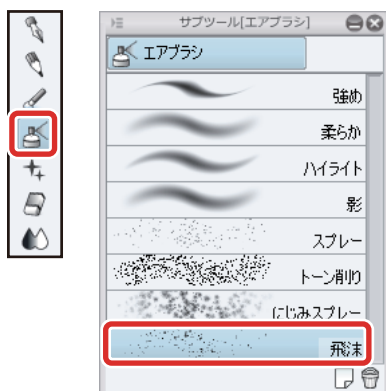 サブツール[エアブラシ]
エアブラシ
強め
柔らか
ハイライト
影
スプレー
トーン削り
にじみスプレー
飛沫